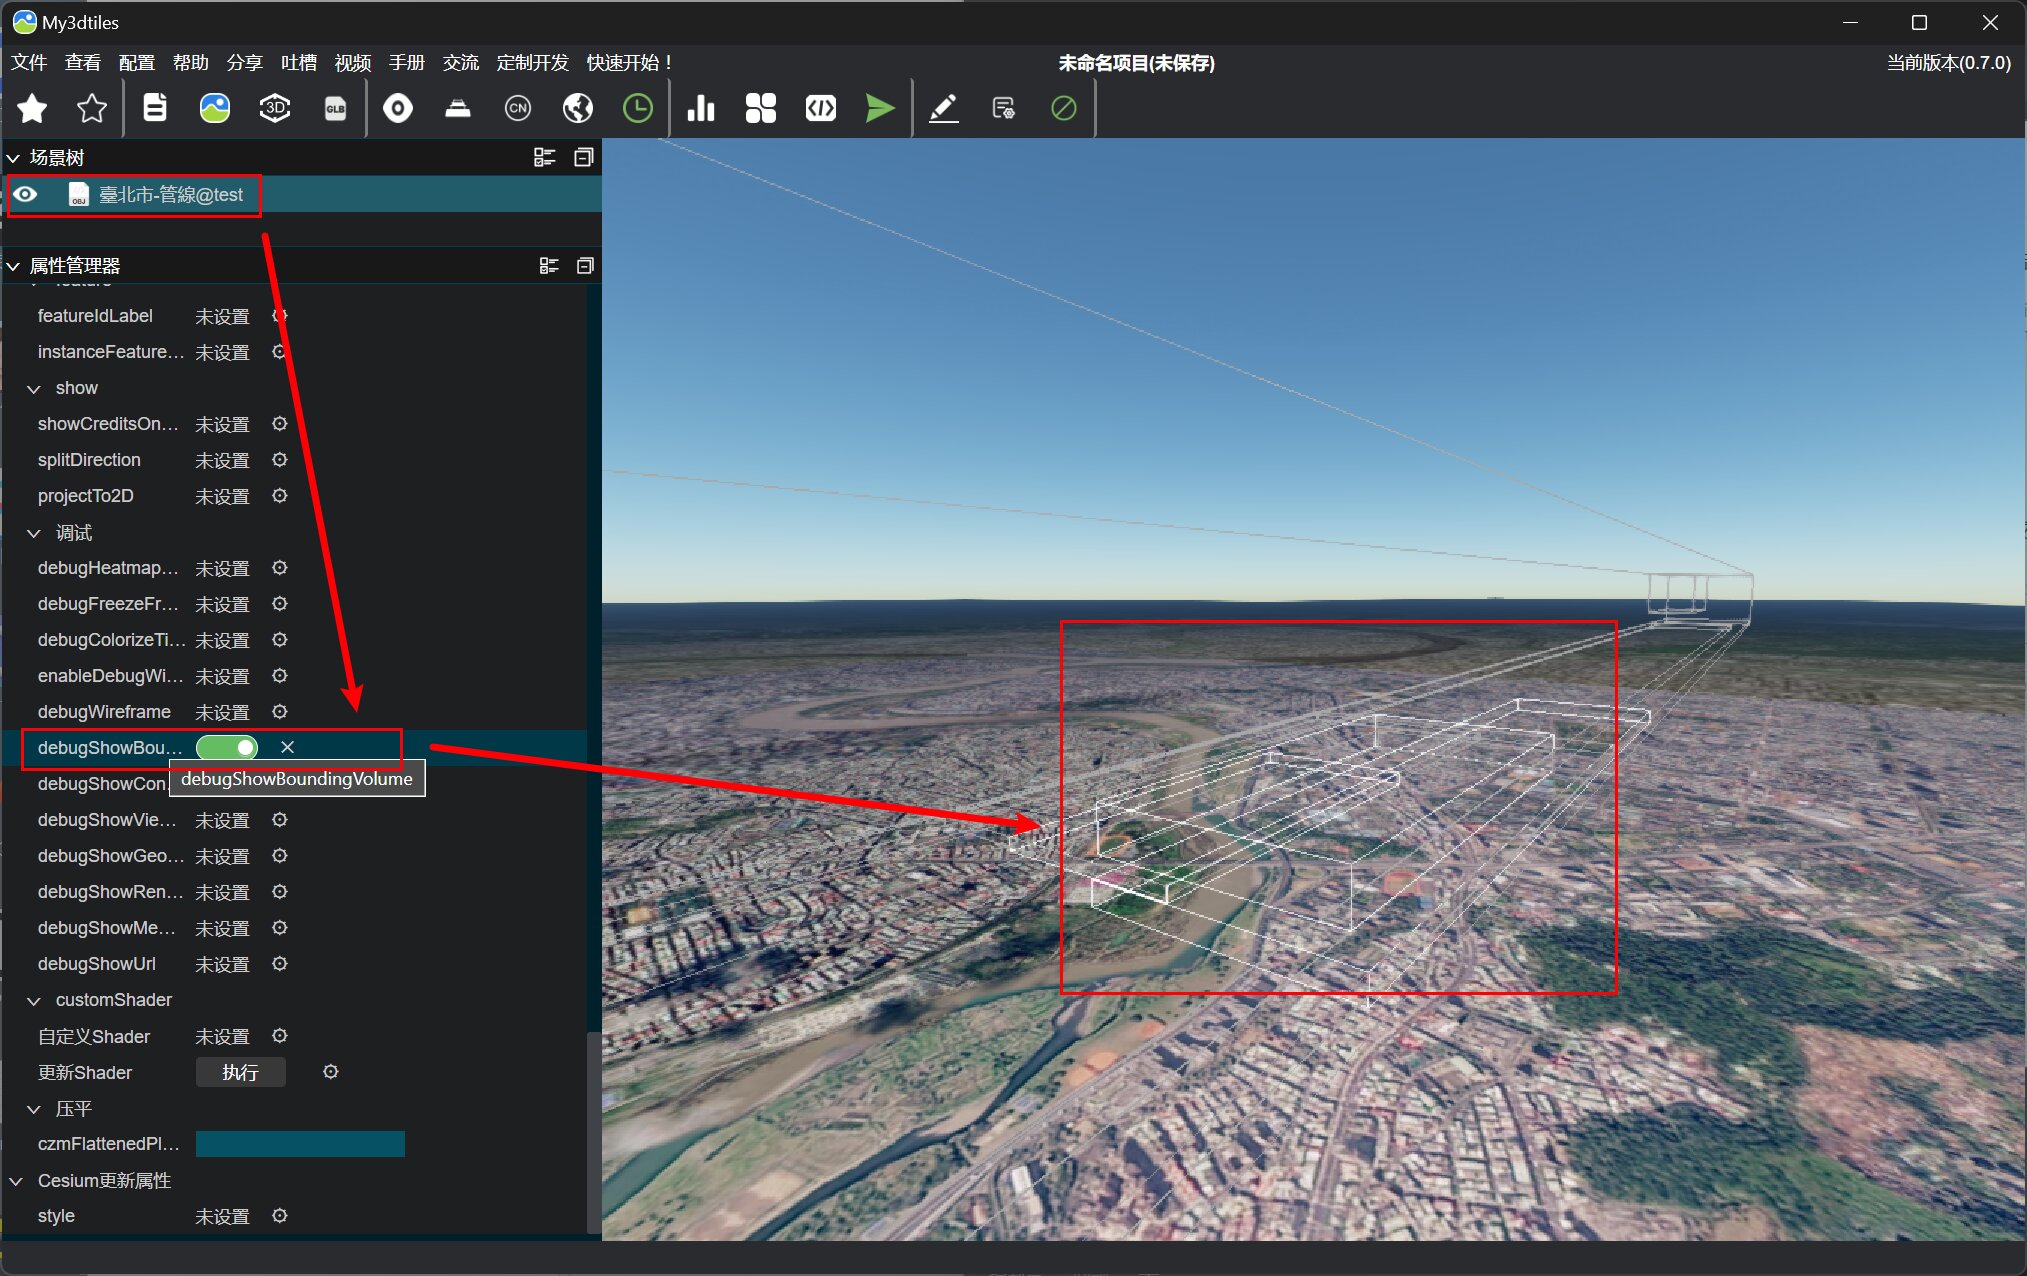 My3dtiles
文件 查看 配置 帮助 分享 吐槽 视频 手册 交流 定制开发 快速开始！ 未命名项目(未保存) 当前版本(0.7.0)
3D GLB CN
场景树
OBJ 臺北市-管線@test
属性管理器
feature
featureIdLabel 未设置
instanceFeature... 未设置
show
showCreditsOn... 未设置
splitDirection 未设置
projectTo2D 未设置
调试
debugHeatmap... 未设置
debugFreezeFr... 未设置
debugColorizeTi... 未设置
enableDebugWi... 未设置
debugWireframe 未设置
debugShowBou...
debugShowBoundingVolume
debugShowCon
debugShowVie... 未设置
debugShowGeo... 未设置
debugShowRen... 未设置
debugShowMe... 未设置
debugShowUrl 未设置
customShader
自定义Shader 未设置
更新Shader 执行
压平
czmFlattenedPl...
Cesium更新属性
style 未设置